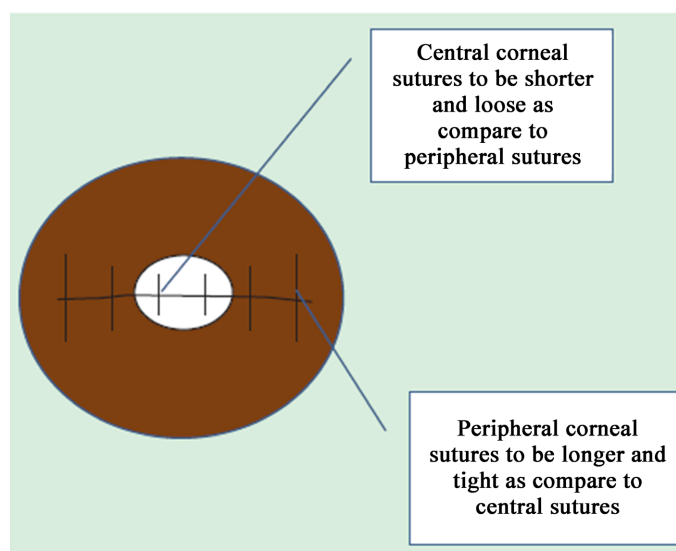 Central corneal
sutures to be shorter
and loose as
compare to
peripheral sutures
Peripheral corneal
sutures to be longer and
tight as compare to
central sutures